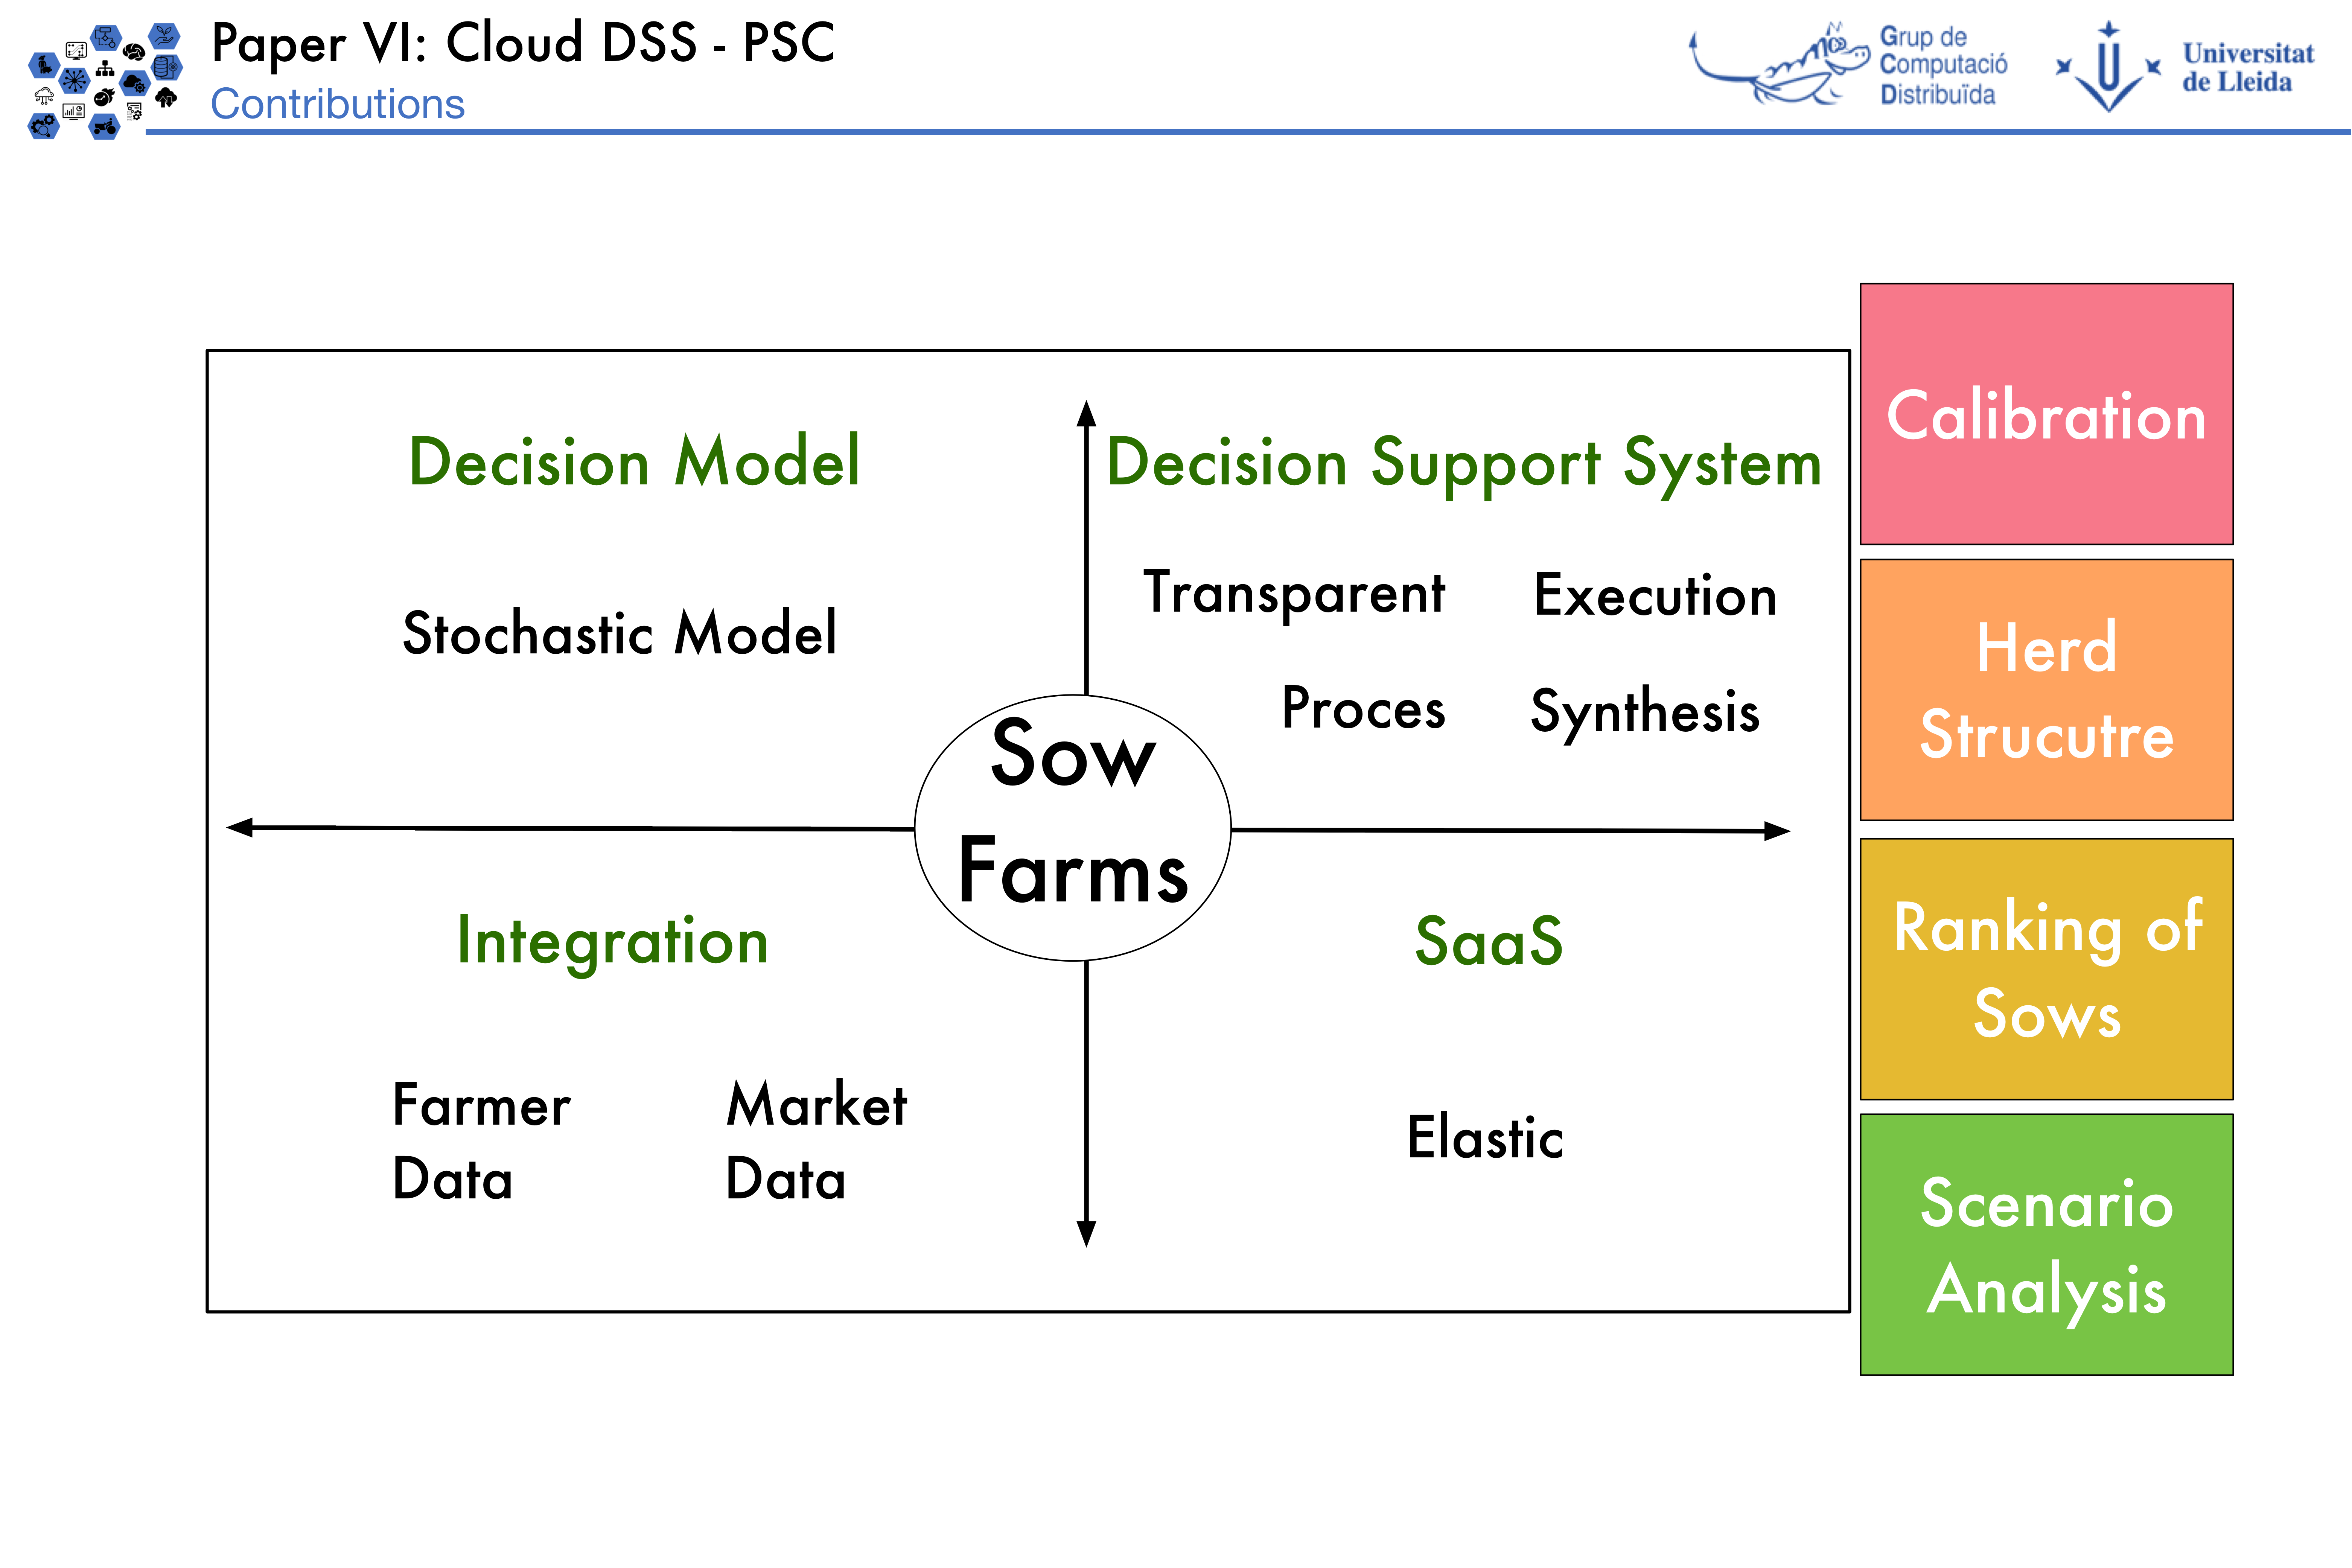 Paper VI: Cloud DSS - PSC
Contributions
Grup de
Computació
Distribuïda
Universitat
de Lleida
Decision Model
Stochastic Model
Decision Support System
Transparent Execution
Proces Synthesis
Sow
Farms
Integration
Farmer
Data
Market
Data
SaaS
Elastic
Calibration
Herd
Strucutre
Ranking of
Sows
Scenario
Analysis